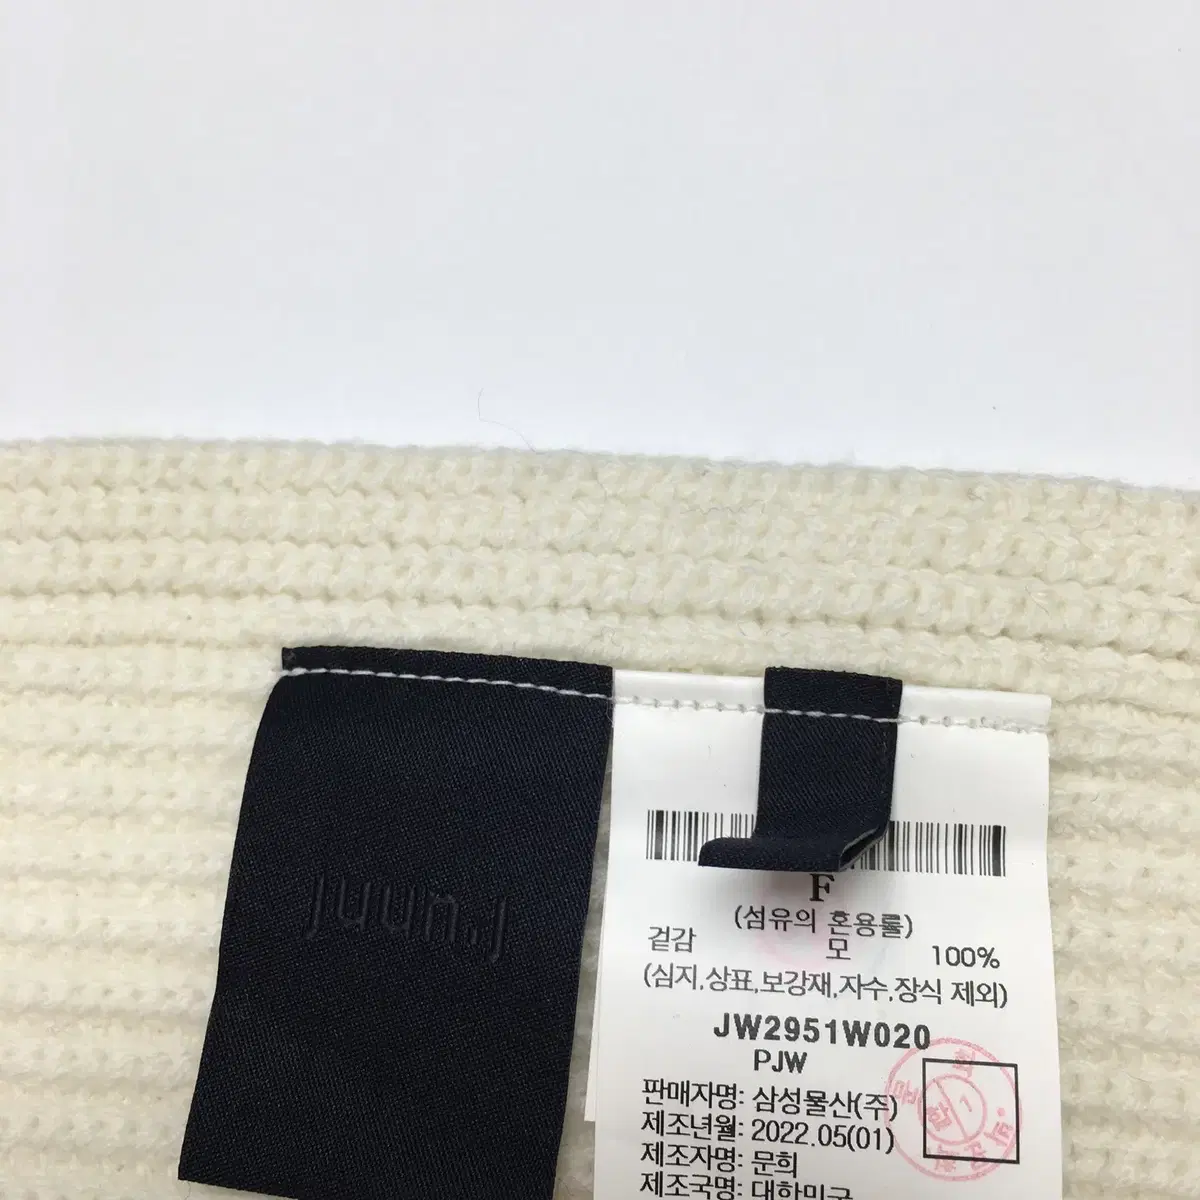 juun.J
F
(섬유의 혼용률)
겉감 모 100%
(심지,상표,보강재,자수,장식 제외)
JW2951W020
PJW
판매자명: 삼성물산(주)
제조년월: 2022.05(01)
제조자명: 문희
제조국명: 대한민국